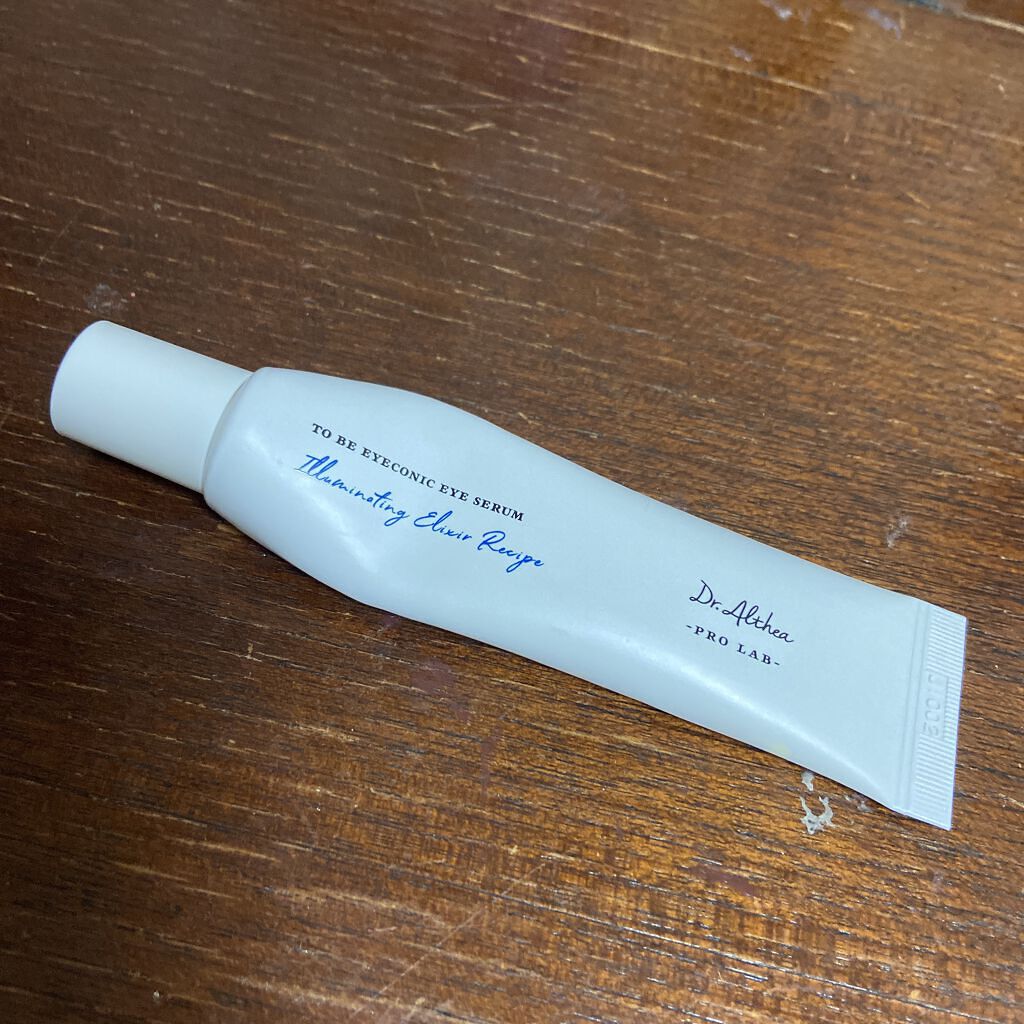 TO BE EYECONIC EYE SERUM
Illuminating Elixir Recipe
Dr. Althea
-PRO LAB-